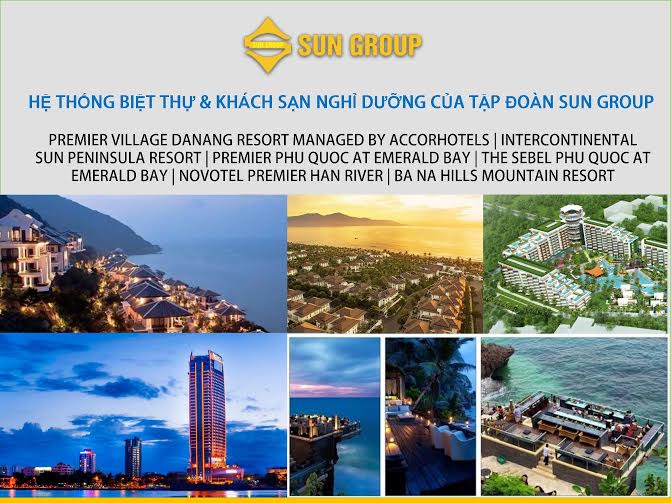 SUN GROUP
SUN GROUP
HỆ THỐNG BIỆT THỰ & KHÁCH SẠN NGHỈ DƯỠNG CỦA TẬP ĐOÀN SUN GROUP
PREMIER VILLAGE DANANG RESORT MANAGED BY ACCORHOTELS | INTERCONTINENTAL
SUN PENINSULA RESORT | PREMIER PHU QUOC AT EMERALD BAY | THE SEBEL PHU QUOC AT
EMERALD BAY | NOVOTEL PREMIER HAN RIVER | BA NA HILLS MOUNTAIN RESORT